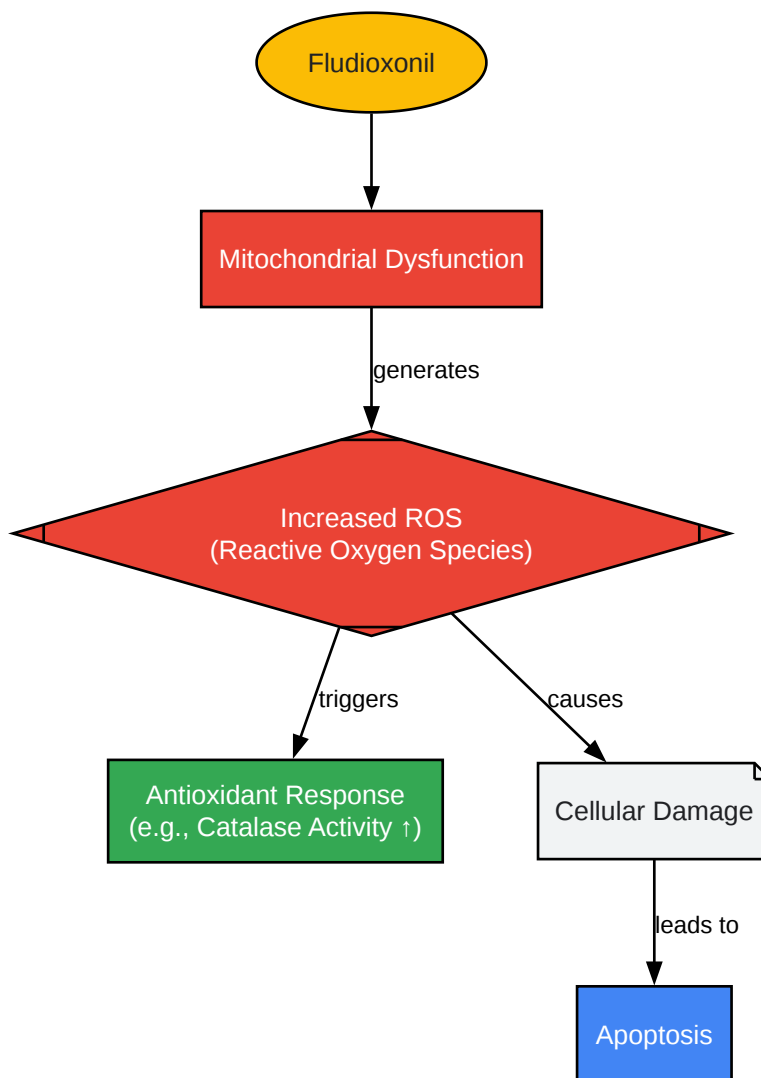 Fludioxonil
Mitochondrial Dysfunction
generates
Increased ROS
(Reactive Oxygen Species)
triggers
causes
Antioxidant Response
(e.g., Catalase Activity ↑)
Cellular Damage
leads to
Apoptosis